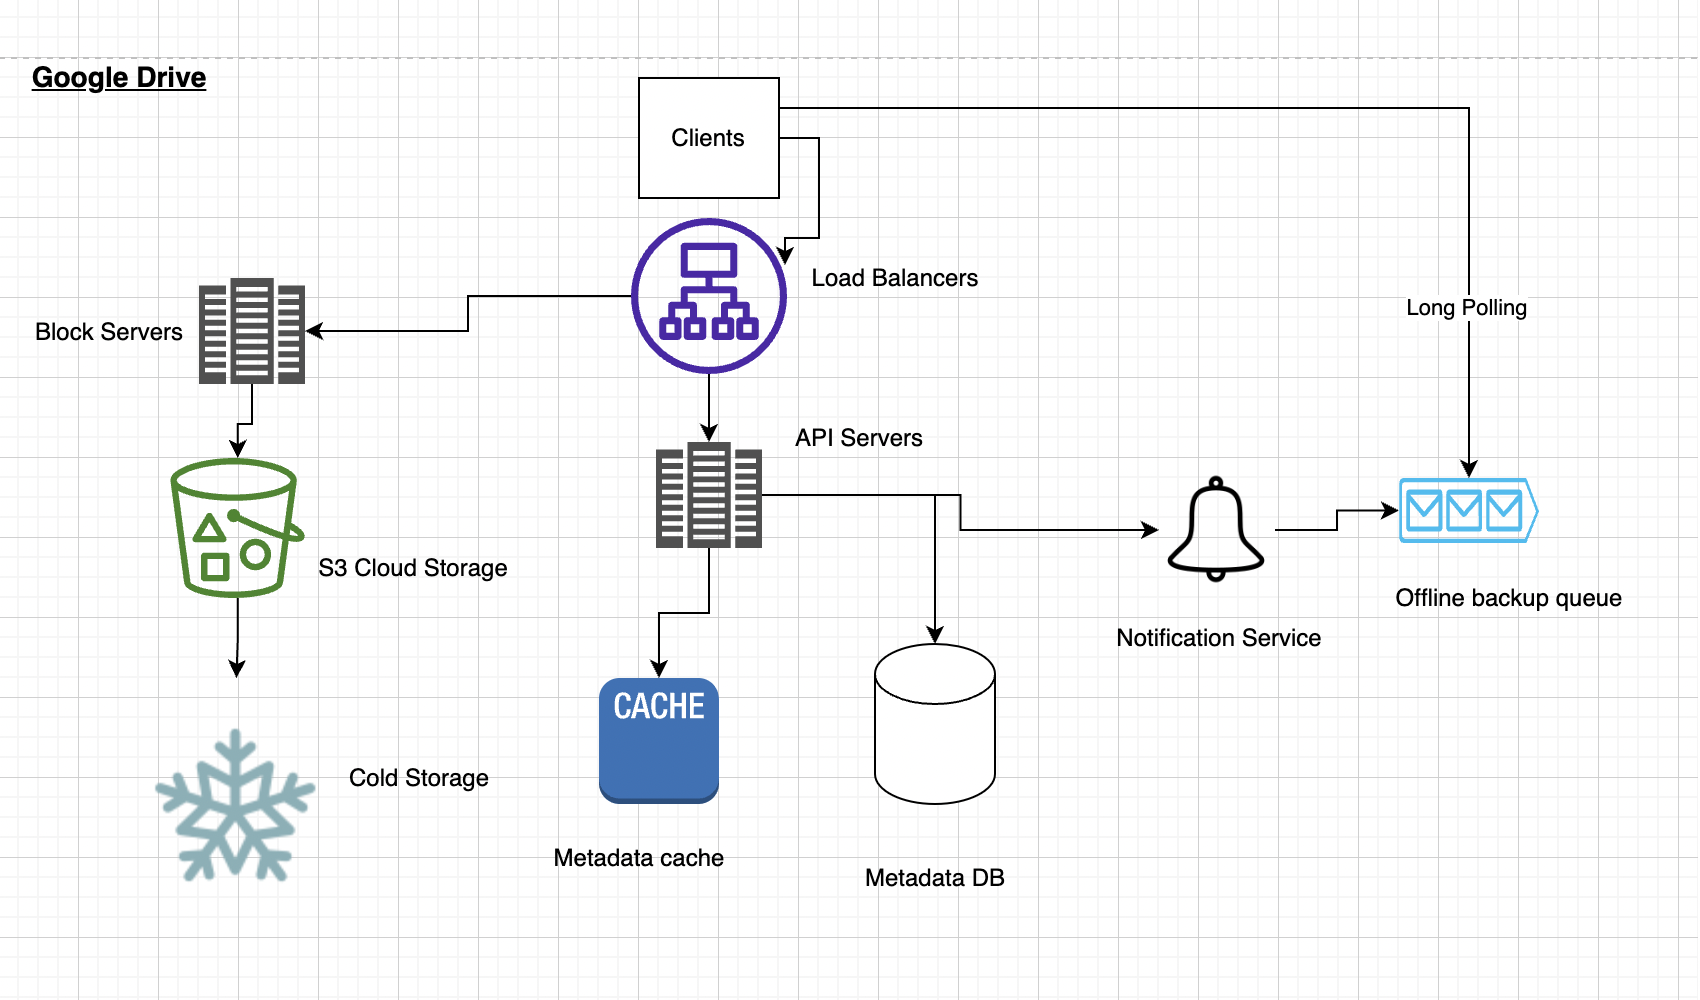 Google Drive
Clients
Load Balancers
Long Polling
Block Servers
API Servers
S3 Cloud Storage
Offline backup queue
Notification Service
CACHE
Cold Storage
Metadata cache
Metadata DB